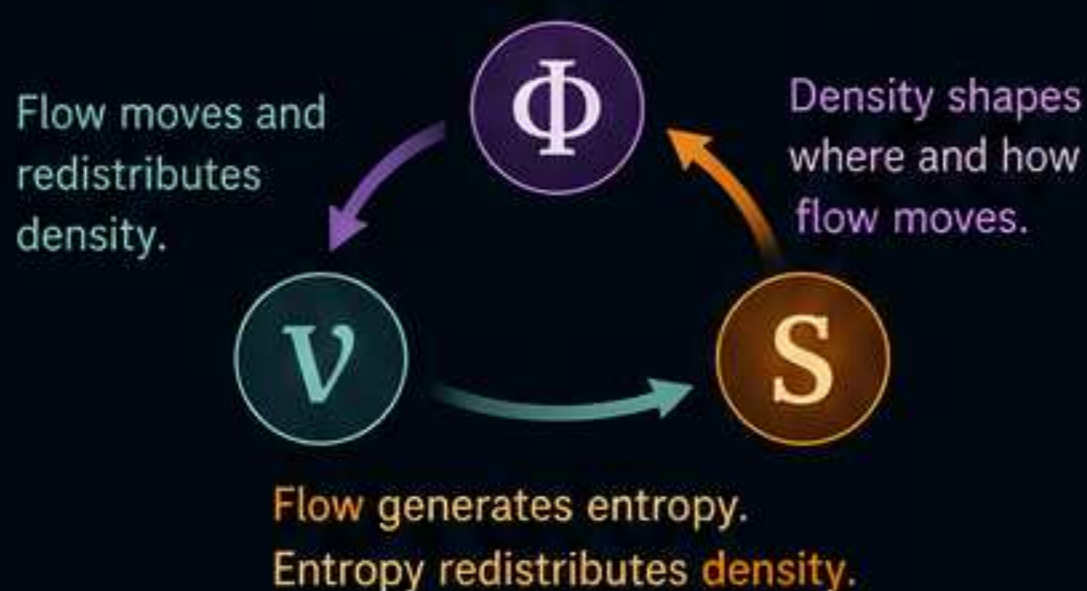 Φ
Flow moves and
redistributes
density.
Density shapes
where and how
flow moves.
v
S
Flow generates entropy.
Entropy redistributes density.